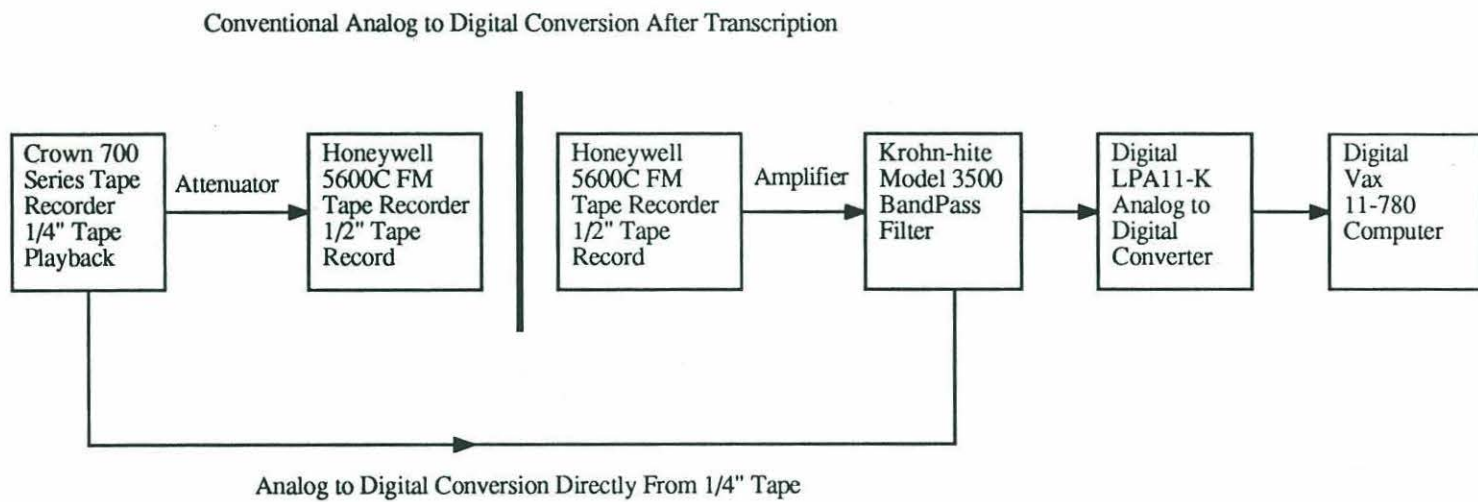 Conventional Analog to Digital Conversion After Transcription
Crown 700
Series Tape
Recorder
1/4" Tape
Playback
Attenuator
Honeywell
5600C FM
Tape Recorder
1/2" Tape
Record
Honeywell
5600C FM
Tape Recorder
1/2" Tape
Record
Amplifier
Krohn-hite
Model 3500
BandPass
Filter
Digital
LPA11-K
Analog to
Digital
Converter
Digital
Vax
11-780
Computer
Analog to Digital Conversion Directly From 1/4" Tape